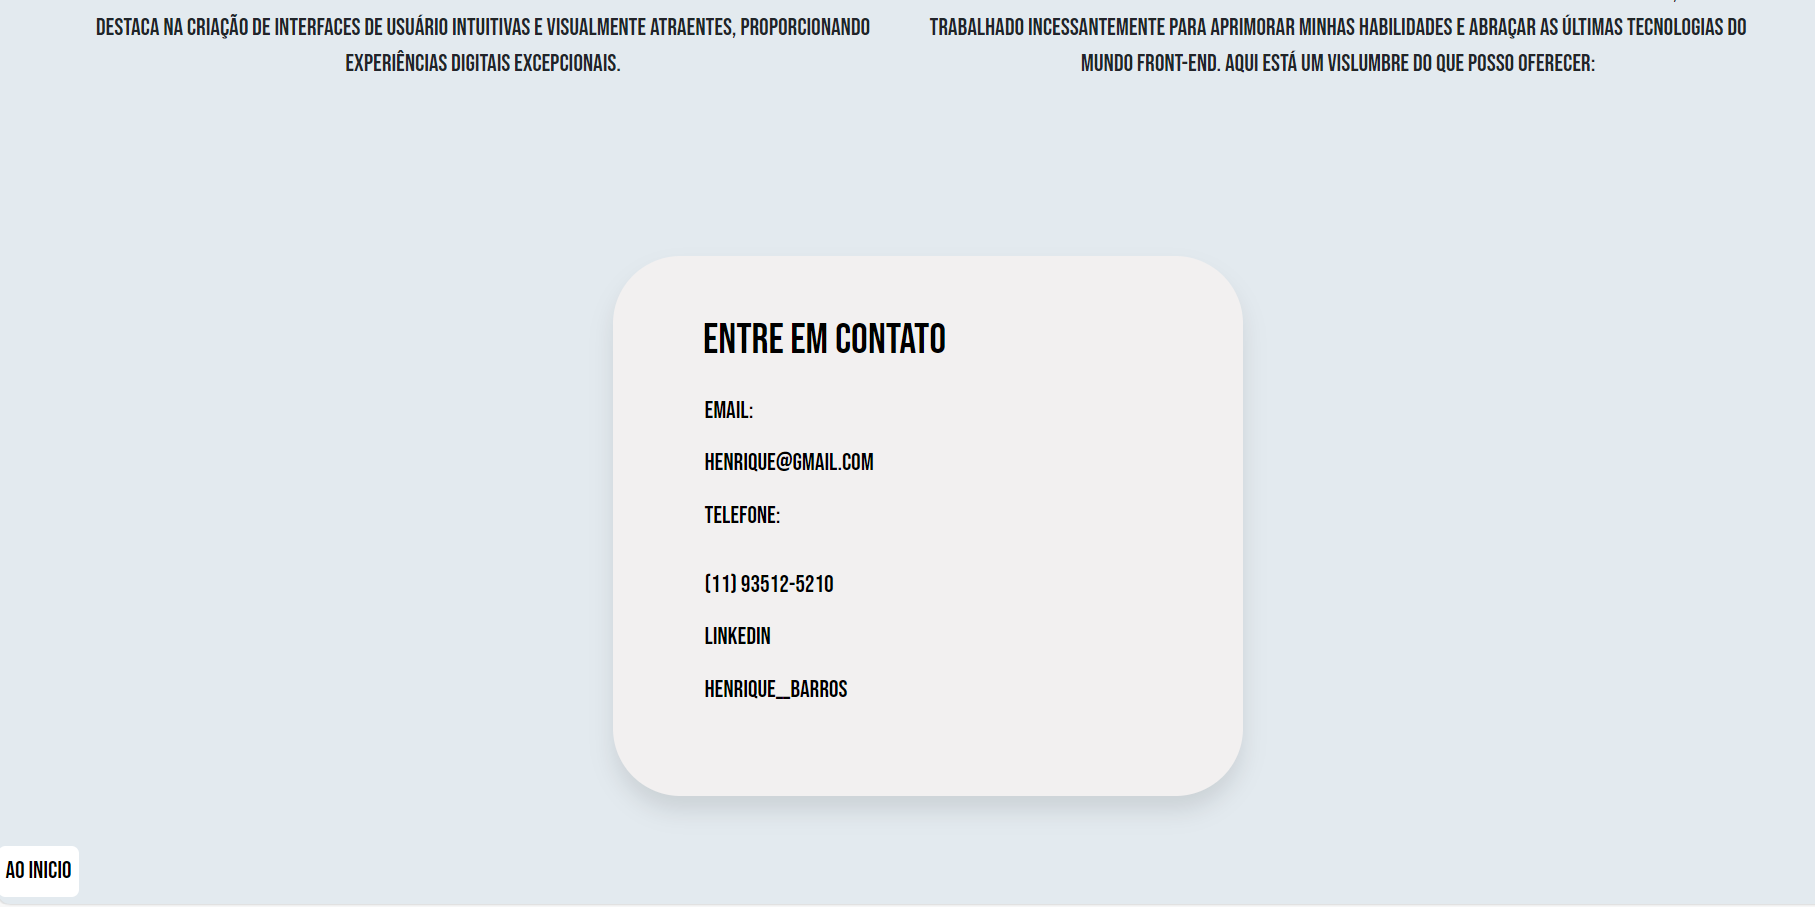 DESTACA NA CRIAÇÃO DE INTERFACES DE USUÁRIO INTUITIVAS E VISUALMENTE ATRAENTES, PROPORCIONANDO
EXPERIÊNCIAS DIGITAIS EXCEPCIONAIS.
TRABALHADO INCESSANTEMENTE PARA APRIMORAR MINHAS HABILIDADES E ABRAÇAR AS ÚLTIMAS TECNOLOGIAS DO
MUNDO FRONT-END. AQUI ESTÁ UM VISLUMBRE DO QUE POSSO OFERECER:
ENTRE EM CONTATO
EMAIL:
HENRIQUE@GMAIL.COM
TELEFONE:
(11) 93512-5210
LINKEDIN
HENRIQUE__BARROS
AO INICIO